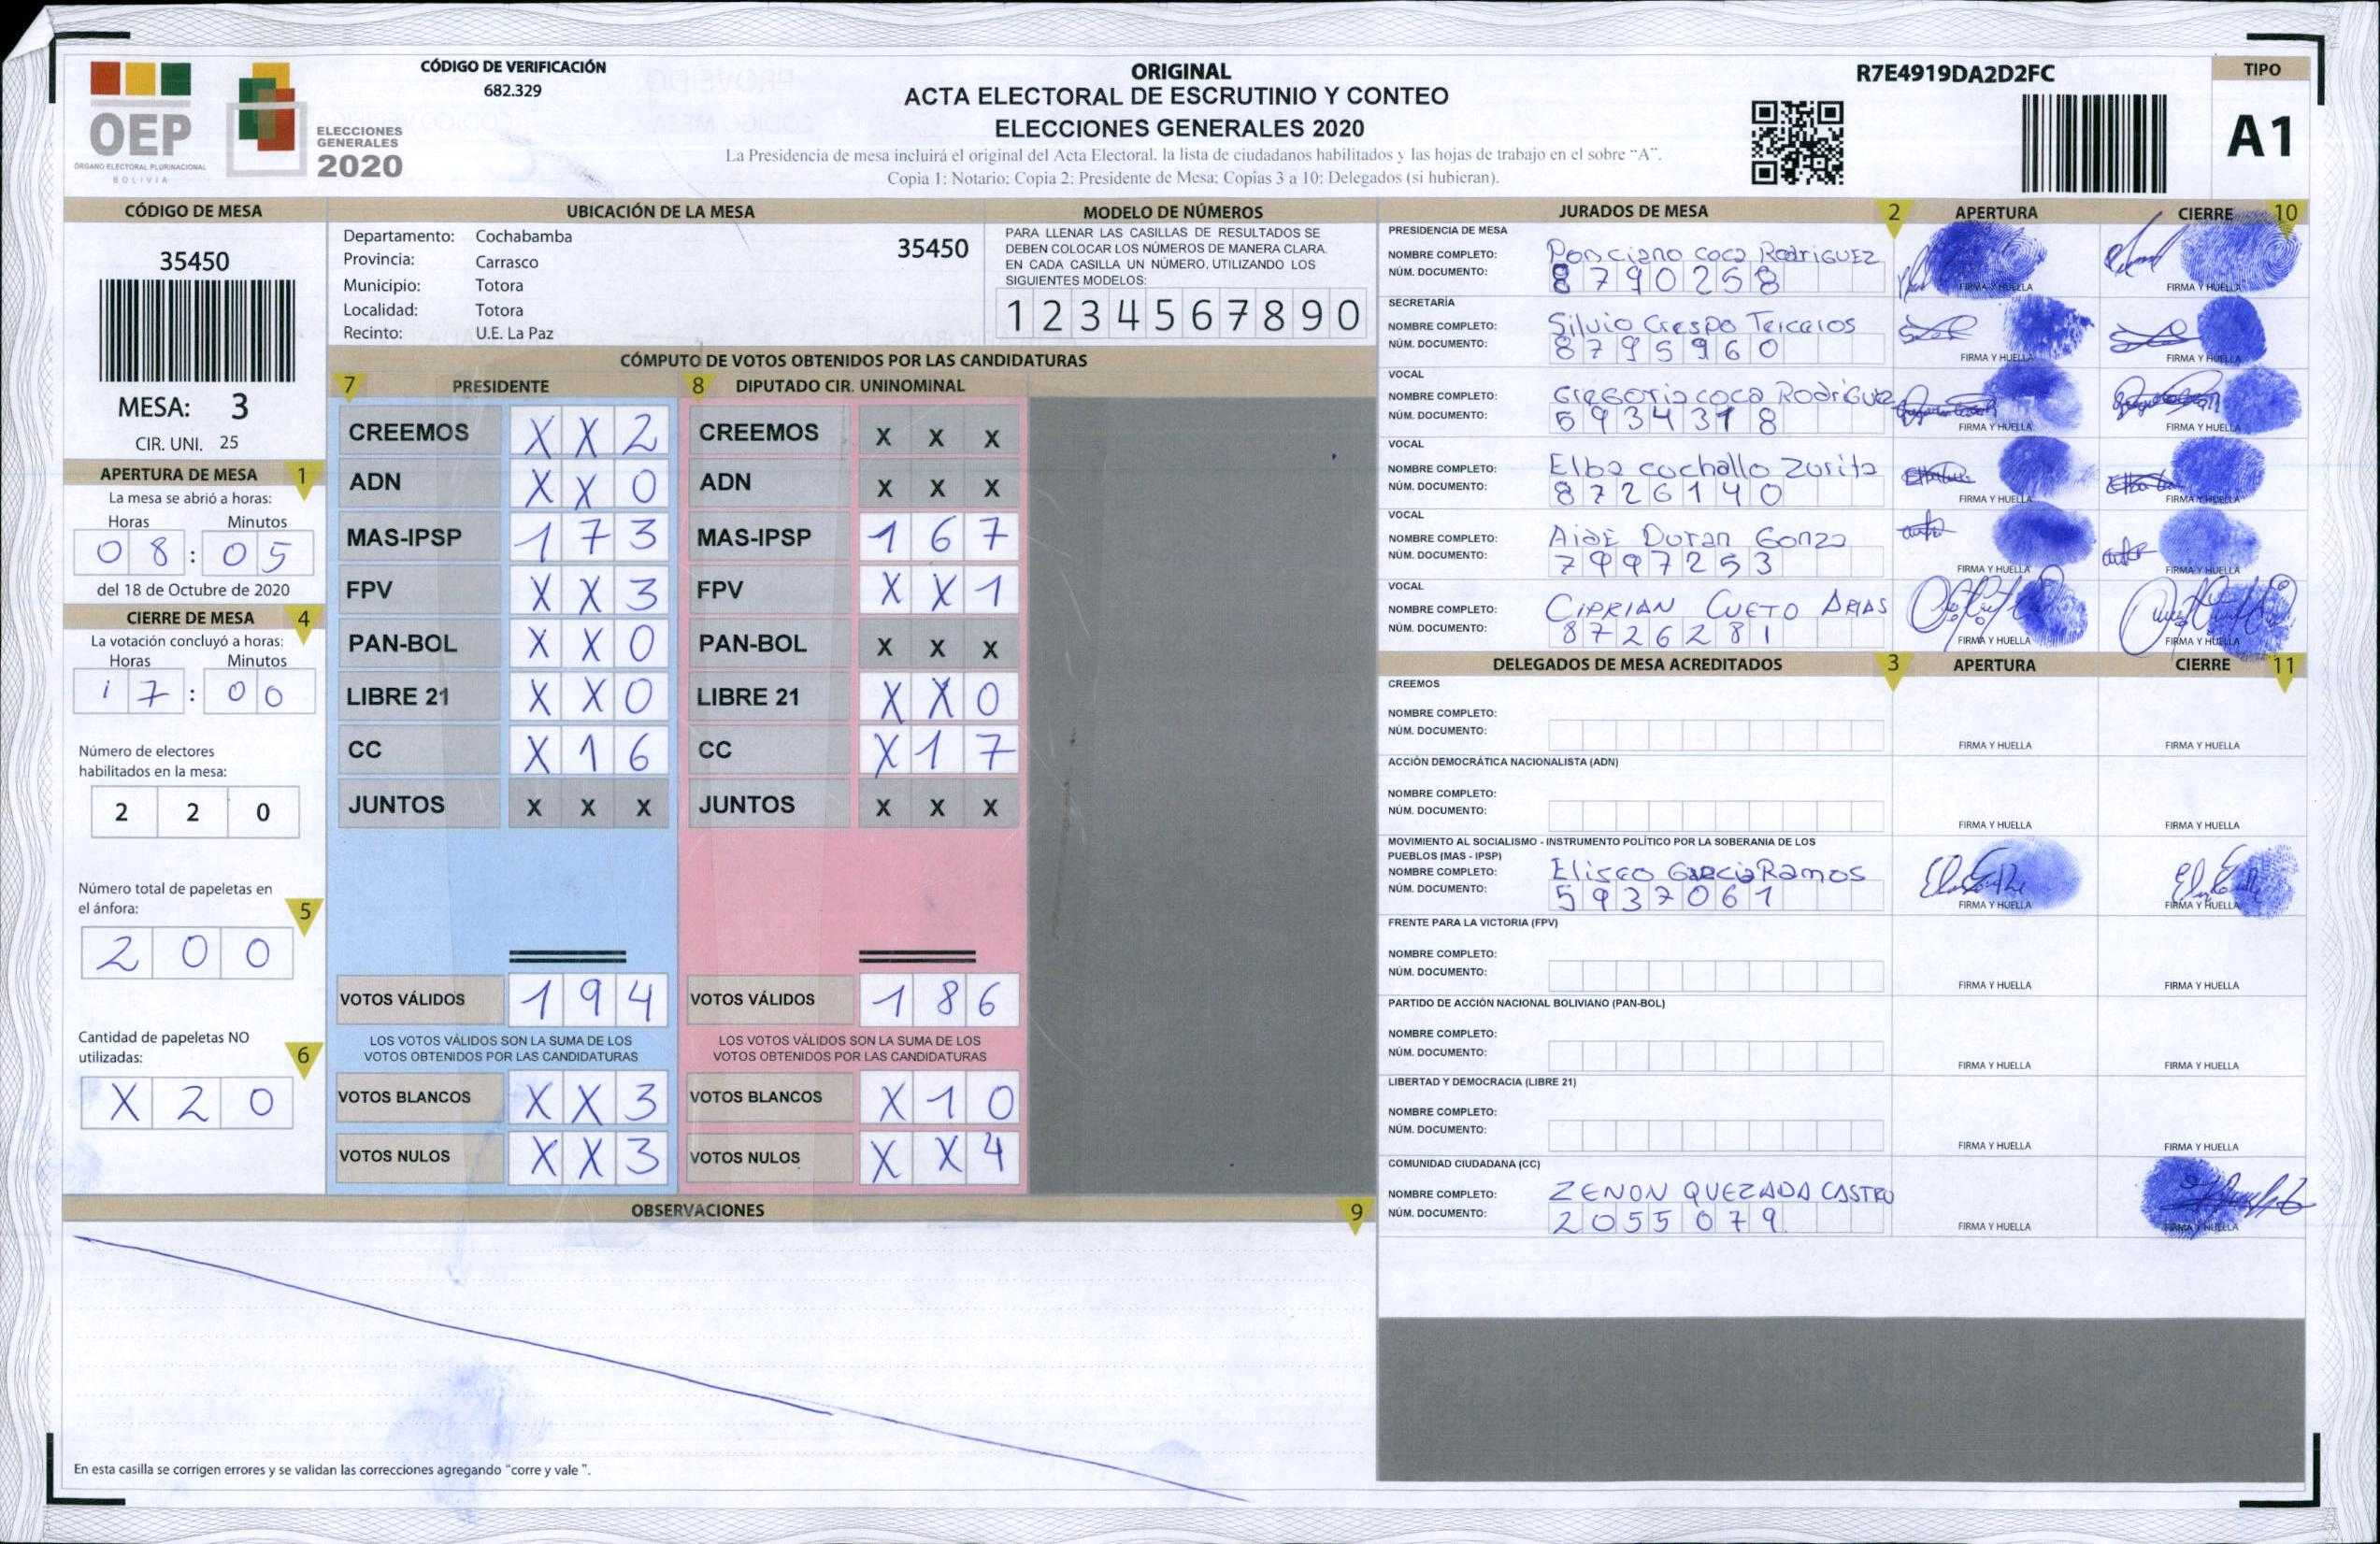 OEP
ÓRGANO ELECTORAL PLURINACIONAL
BOLIVIA
ELECCIONES
GENERALES
2020
CÓDIGO DE VERIFICACIÓN
682.329
ORIGINAL
ACTA ELECTORAL DE ESCRUTINIO Y CONTEO
ELECCIONES GENERALES 2020
La Presidencia de mesa incluirá el original del Acta Electoral, la lista de ciudadanos habilitados y las hojas de trabajo en el sobre "A".
Copia 1: Notario; Copia 2: Presidente de Mesa; Copias 3 a 10: Delegados (si hubieran).
R7E4919DA2D2FC
TIPO
A1
CÓDIGO DE MESA
35450
MESA: 3
CIR. UNI. 25
APERTURA DE MESA 1
La mesa se abrió a horas:
Horas Minutos
08:05
del 18 de Octubre de 2020
CIERRE DE MESA 4
La votación concluyó a horas:
Horas Minutos
17:00
Número de electores
habilitados en la mesa:
2 2 0
Número total de papeletas en
el ánfora: 5
2 0 0
Cantidad de papeletas NO
utilizadas: 6
X 2 0
UBICACIÓN DE LA MESA
Departamento: Cochabamba 35450
Provincia: Carrasco
Municipio: Totora
Localidad: Totora
Recinto: U.E. La Paz
MODELO DE NÚMEROS
PARA LLENAR LAS CASILLAS DE RESULTADOS SE
DEBEN COLOCAR LOS NÚMEROS DE MANERA CLARA.
EN CADA CASILLA UN NÚMERO, UTILIZANDO LOS
SIGUIENTES MODELOS:
1 2 3 4 5 6 7 8 9 0
CÓMPUTO DE VOTOS OBTENIDOS POR LAS CANDIDATURAS
7 PRESIDENTE 8 DIPUTADO CIR. UNINOMINAL
CREEMOS X X 2 CREEMOS X X X
ADN X X 0 ADN X X X
MAS-IPSP 1 7 3 MAS-IPSP 1 6 7
FPV X X 3 FPV X X 1
PAN-BOL X X 0 PAN-BOL X X X
LIBRE 21 X X 0 LIBRE 21 X X 0
CC X 1 6 CC X 1 7
JUNTOS X X X JUNTOS X X X
VOTOS VÁLIDOS 1 9 4 VOTOS VÁLIDOS 1 8 6
LOS VOTOS VÁLIDOS SON LA SUMA DE LOS LOS VOTOS VÁLIDOS SON LA SUMA DE LOS
VOTOS OBTENIDOS POR LAS CANDIDATURAS VOTOS OBTENIDOS POR LAS CANDIDATURAS
VOTOS BLANCOS X X 3 VOTOS BLANCOS X 1 0
VOTOS NULOS X X 3 VOTOS NULOS X X 4
OBSERVACIONES 9
En esta casilla se corrigen errores y se validan las correcciones agregando "corre y vale ".
JURADOS DE MESA 2 APERTURA CIERRE 10
PRESIDENCIA DE MESA
NOMBRE COMPLETO: Ponciano coca RodriGUEZ
NÚM. DOCUMENTO: 8790258 FIRMA Y HUELLA FIRMA Y HUELLA
SECRETARÍA
NOMBRE COMPLETO: Silvio Crespo Terceros
NÚM. DOCUMENTO: 8795960 FIRMA Y HUELLA FIRMA Y HUELLA
VOCAL
NOMBRE COMPLETO: GregoriococaRodriGuez
NÚM. DOCUMENTO: 5934318 FIRMA Y HUELLA FIRMA Y HUELLA
VOCAL
NOMBRE COMPLETO: Elba cochallo Zurita
NÚM. DOCUMENTO: 8726140 FIRMA Y HUELLA FIRMA Y HUELLA
VOCAL
NOMBRE COMPLETO: Aidé Duran Gonza
NÚM. DOCUMENTO: 7997253 FIRMA Y HUELLA FIRMA Y HUELLA
VOCAL
NOMBRE COMPLETO: CIPRIAN CUETO ARIAS
NÚM. DOCUMENTO: 8726281 FIRMA Y HUELLA FIRMA Y HUELLA
DELEGADOS DE MESA ACREDITADOS 3 APERTURA CIERRE 11
CREEMOS
NOMBRE COMPLETO:
NÚM. DOCUMENTO: FIRMA Y HUELLA FIRMA Y HUELLA
ACCIÓN DEMOCRÁTICA NACIONALISTA (ADN)
NOMBRE COMPLETO:
NÚM. DOCUMENTO: FIRMA Y HUELLA FIRMA Y HUELLA
MOVIMIENTO AL SOCIALISMO - INSTRUMENTO POLÍTICO POR LA SOBERANIA DE LOS
PUEBLOS (MAS - IPSP)
NOMBRE COMPLETO: Eliseo GarciaRamos
NÚM. DOCUMENTO: 5937061 FIRMA Y HUELLA FIRMA Y HUELLA
FRENTE PARA LA VICTORIA (FPV)
NOMBRE COMPLETO:
NÚM. DOCUMENTO: FIRMA Y HUELLA FIRMA Y HUELLA
PARTIDO DE ACCIÓN NACIONAL BOLIVIANO (PAN-BOL)
NOMBRE COMPLETO:
NÚM. DOCUMENTO: FIRMA Y HUELLA FIRMA Y HUELLA
LIBERTAD Y DEMOCRACIA (LIBRE 21)
NOMBRE COMPLETO:
NÚM. DOCUMENTO: FIRMA Y HUELLA FIRMA Y HUELLA
COMUNIDAD CIUDADANA (CC)
NOMBRE COMPLETO: ZENON QUEZADA CASTRO
NÚM. DOCUMENTO: 2055079 FIRMA Y HUELLA FIRMA Y HUELLA